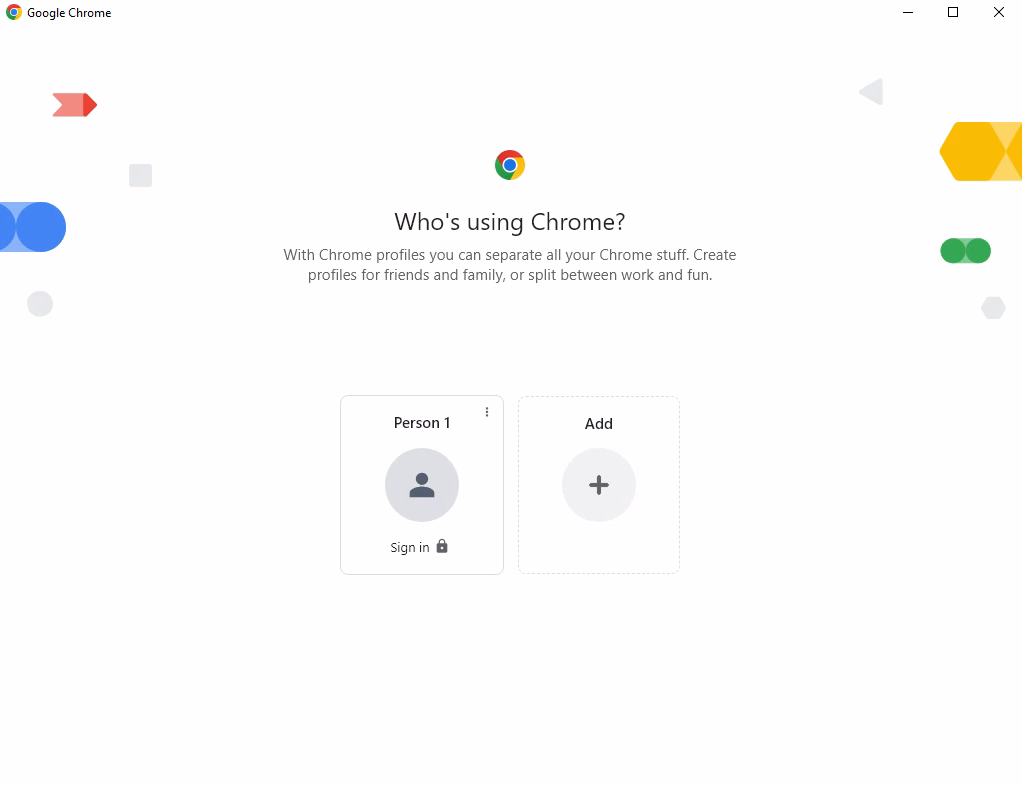 Google Chrome
Who's using Chrome?
With Chrome profiles you can separate all your Chrome stuff. Create
profiles for friends and family, or split between work and fun.
Person 1
Add
Sign in